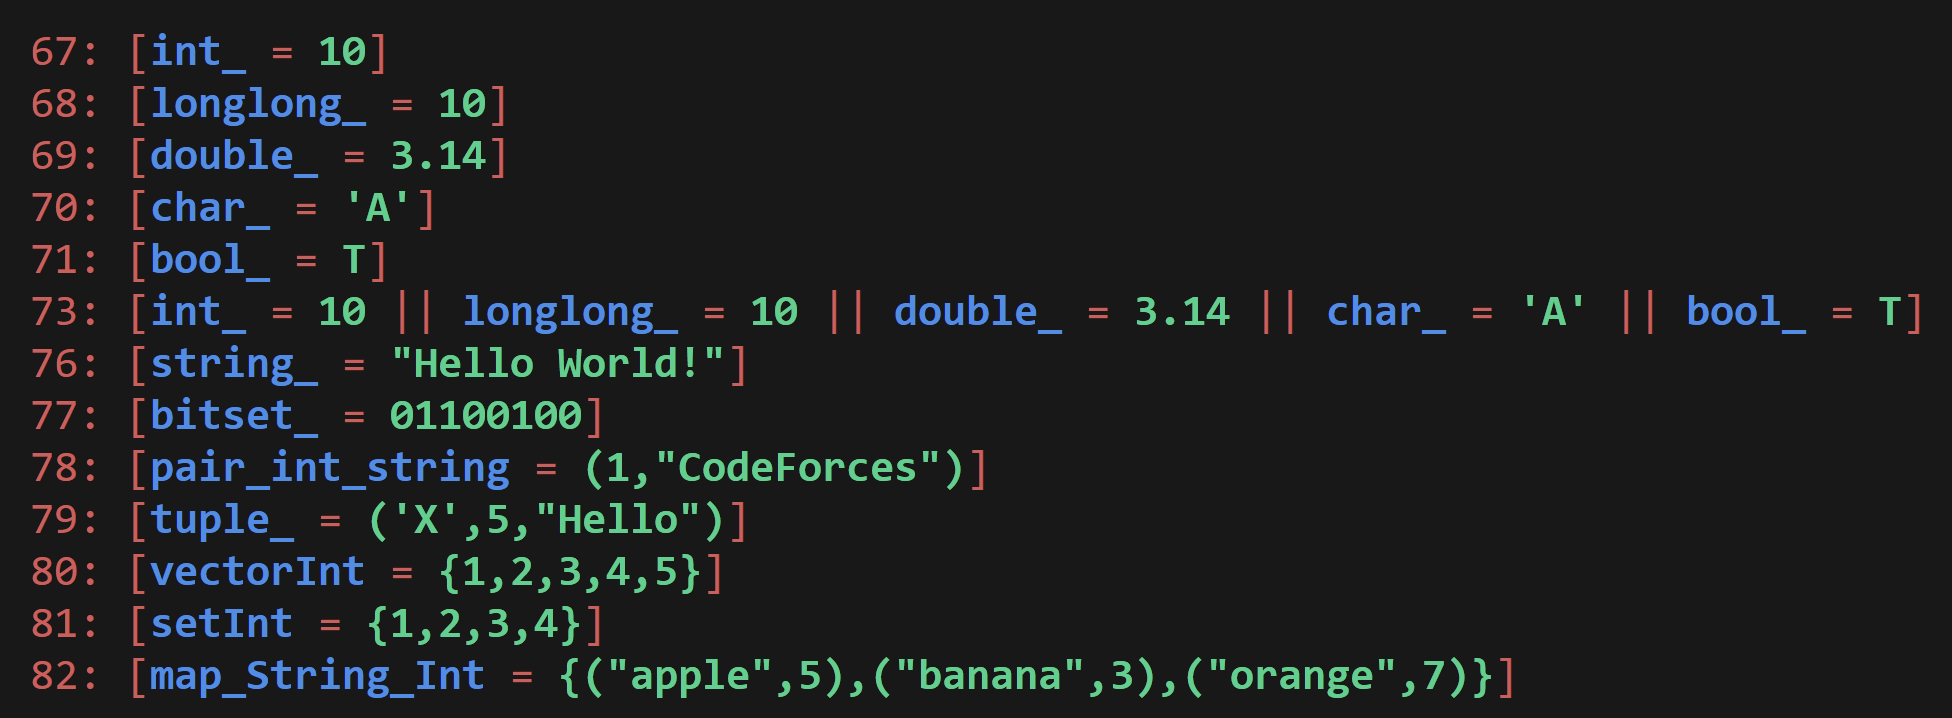 67: [int_ = 10]
68: [longlong_ = 10]
69: [double_ = 3.14]
70: [char_ = 'A']
71: [bool_ = T]
73: [int_ = 10 || longlong_ = 10 || double_ = 3.14 || char_ = 'A' || bool_ = T]
76: [string_ = "Hello World!"]
77: [bitset_ = 01100100]
78: [pair_int_string = (1,"CodeForces")]
79: [tuple_ = ('X',5,"Hello")]
80: [vectorInt = {1,2,3,4,5}]
81: [setInt = {1,2,3,4}]
82: [map_String_Int = {("apple",5),("banana",3),("orange",7)}]